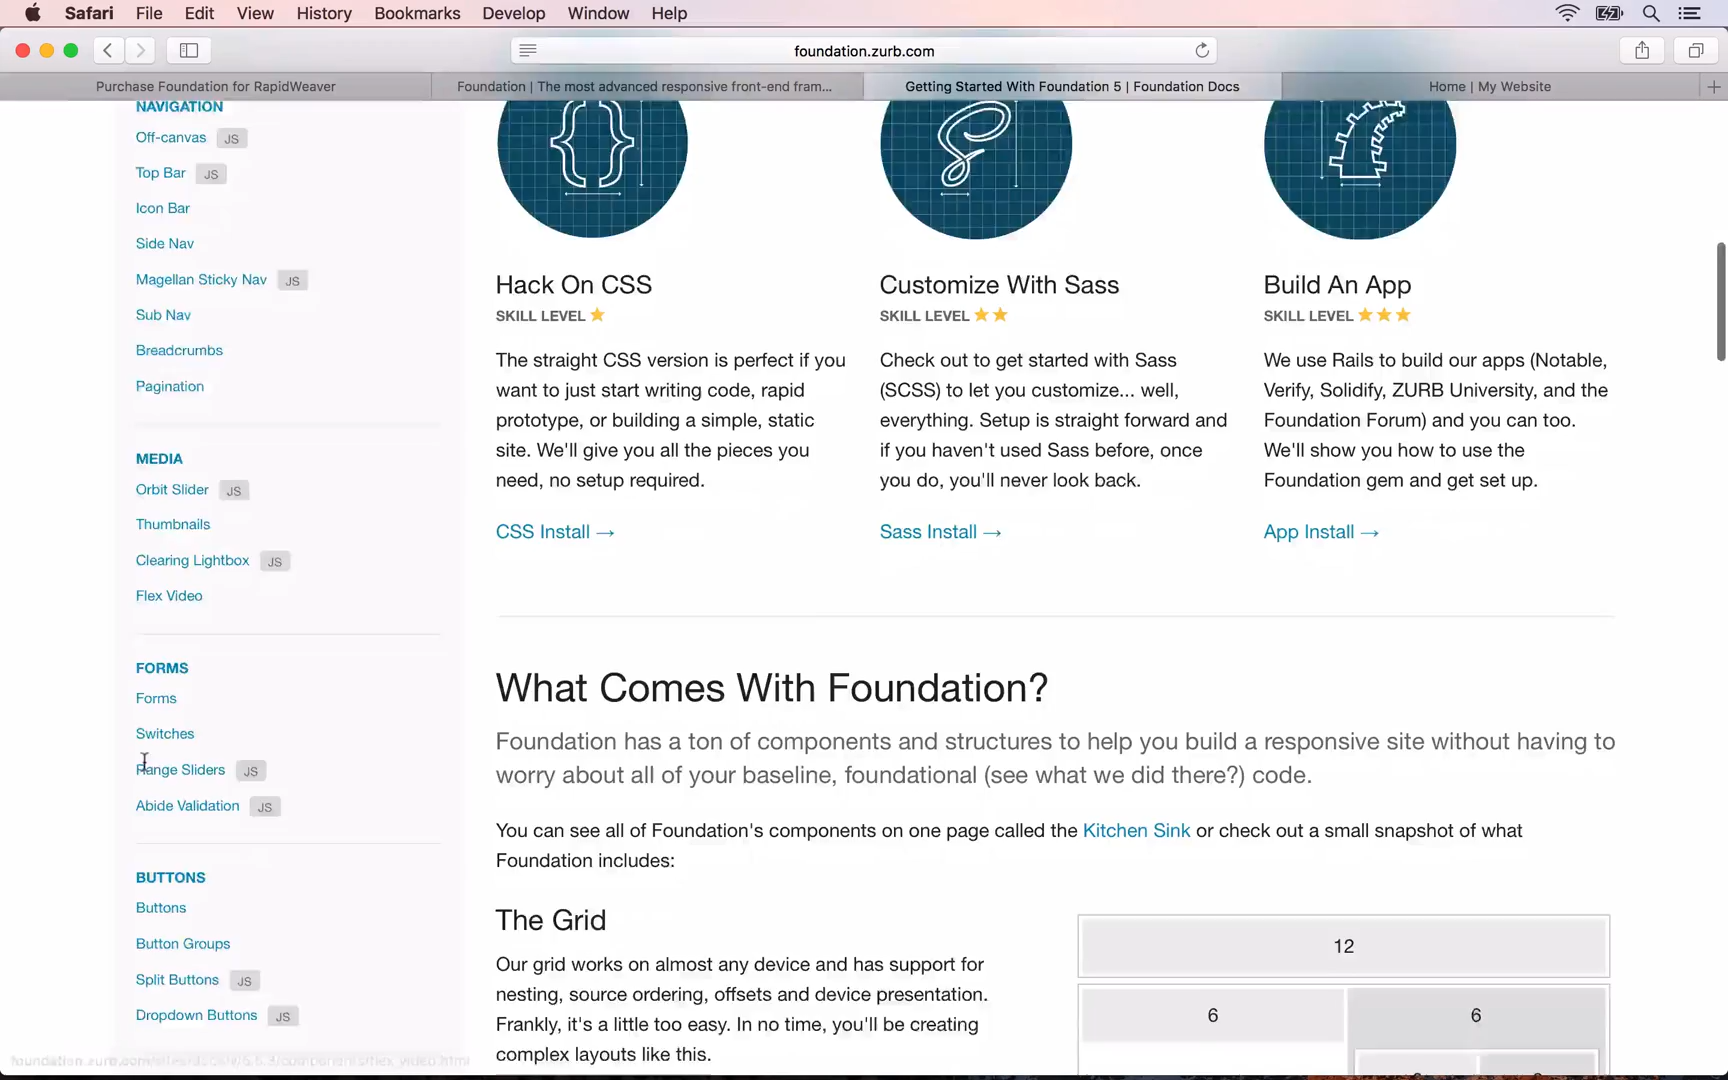 Safari File Edit View History Bookmarks Develop Window Help
foundation.zurb.com
Purchase Foundation for RapidWeaver
Foundation | The most advanced responsive front-end fram...
Getting Started With Foundation 5 | Foundation Docs
Home | My Website
NAVIGATION
Off-canvas JS
Top Bar JS
Icon Bar
Side Nav
Magellan Sticky Nav JS
Sub Nav
Breadcrumbs
Pagination
MEDIA
Orbit Slider JS
Thumbnails
Clearing Lightbox JS
Flex Video
FORMS
Forms
Switches
Range Sliders JS
Abide Validation JS
BUTTONS
Buttons
Button Groups
Split Buttons JS
Dropdown Buttons JS
Hack On CSS
SKILL LEVEL
The straight CSS version is perfect if you
want to just start writing code, rapid
prototype, or building a simple, static
site. We'll give you all the pieces you
need, no setup required.
CSS Install →
Customize With Sass
SKILL LEVEL
Check out to get started with Sass
(SCSS) to let you customize... well,
everything. Setup is straight forward and
if you haven't used Sass before, once
you do, you'll never look back.
Sass Install →
Build An App
SKILL LEVEL
We use Rails to build our apps (Notable,
Verify, Solidify, ZURB University, and the
Foundation Forum) and you can too.
We'll show you how to use the
Foundation gem and get set up.
App Install →
What Comes With Foundation?
Foundation has a ton of components and structures to help you build a responsive site without having to
worry about all of your baseline, foundational (see what we did there?) code.
You can see all of Foundation's components on one page called the Kitchen Sink or check out a small snapshot of what
Foundation includes:
The Grid
Our grid works on almost any device and has support for
nesting, source ordering, offsets and device presentation.
Frankly, it's a little too easy. In no time, you'll be creating
complex layouts like this.
12
6 6